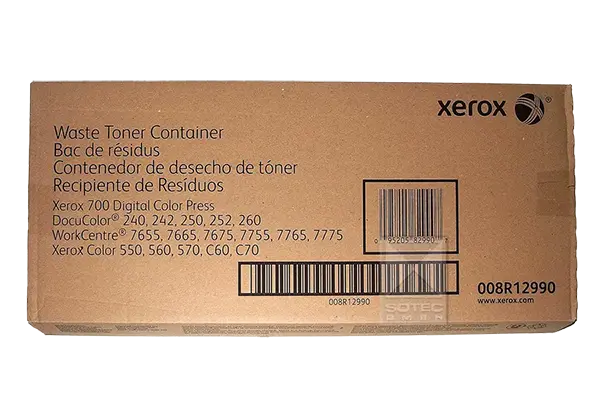 xerox
Waste Toner Container
Bac de résidus
Contenedor de desecho de tóner
Recipiente de Resíduos
Xerox 700 Digital Color Press
DocuColor® 240, 242, 250, 252, 260
WorkCentre® 7655, 7665, 7675, 7755, 7765, 7775
Xerox Color 550, 560, 570, C60, C70
008R12990
008R12990
www.xerox.com
SOTEC
GMBH